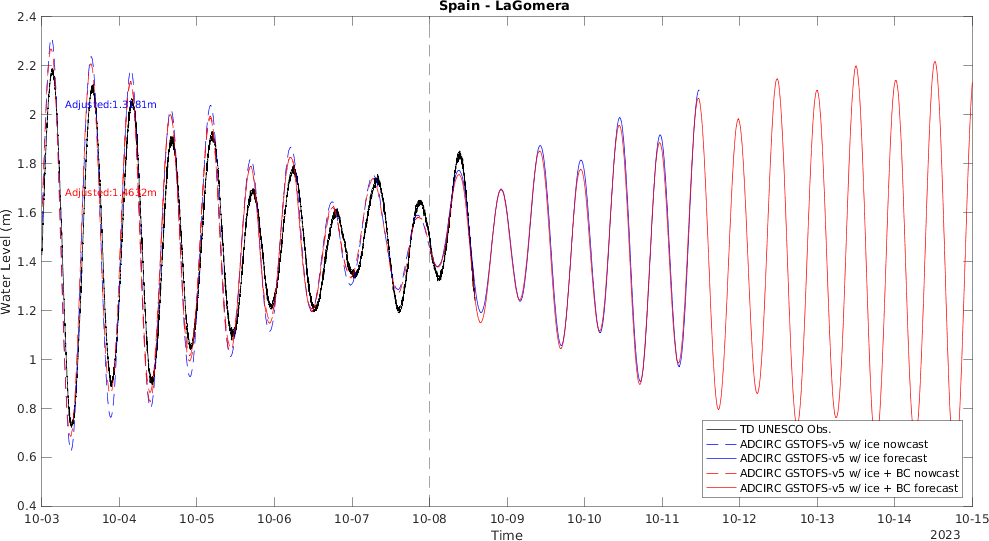 Spain - LaGomera
2.4
2.2
2
1.8
1.6
1.4
1.2
1
0.8
0.6
0.4
Water Level (m)
Adjusted:1.4632m
TD UNESCO Obs.
ADCIRC GSTOFS-v5 w/ ice nowcast
ADCIRC GSTOFS-v5 w/ ice forecast
ADCIRC GSTOFS-v5 w/ ice + BC nowcast
ADCIRC GSTOFS-v5 w/ ice + BC forecast
10-03 10-04 10-05 10-06 10-07 10-08 10-09 10-10 10-11 10-12 10-13 10-14 10-15
Time
2023